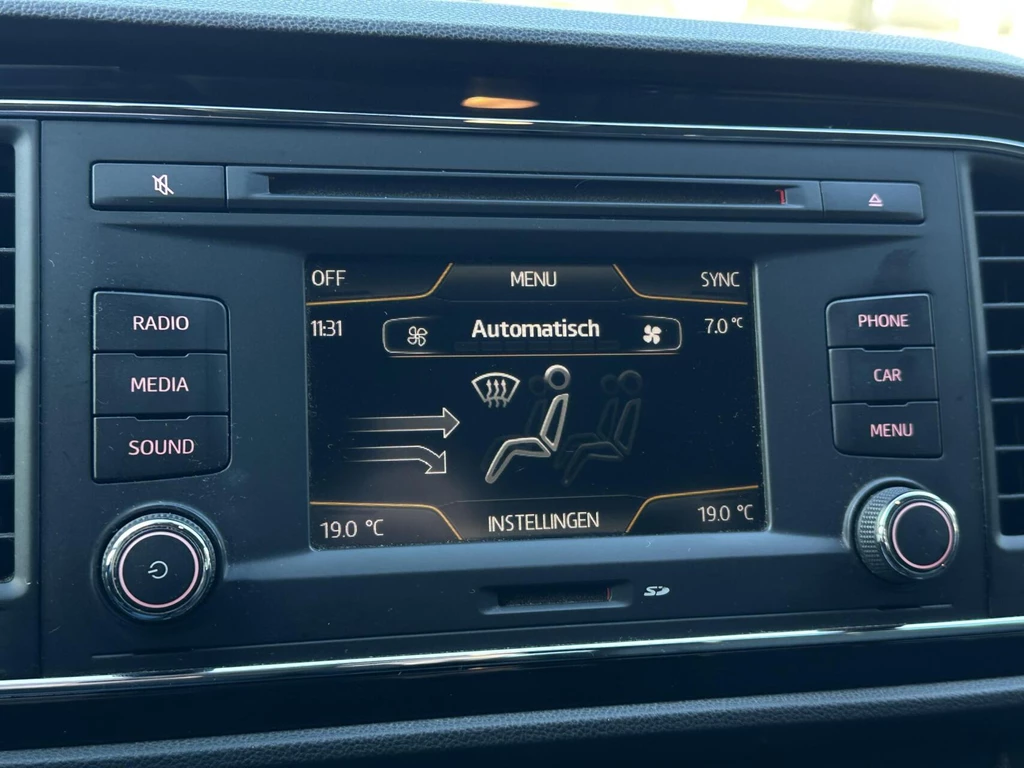 OFF MENU SYNC
11:31 Automatisch 7.0 °C
RADIO
MEDIA
SOUND
19.0 °C INSTELLINGEN 19.0 °C
PHONE
CAR
MENU
SD